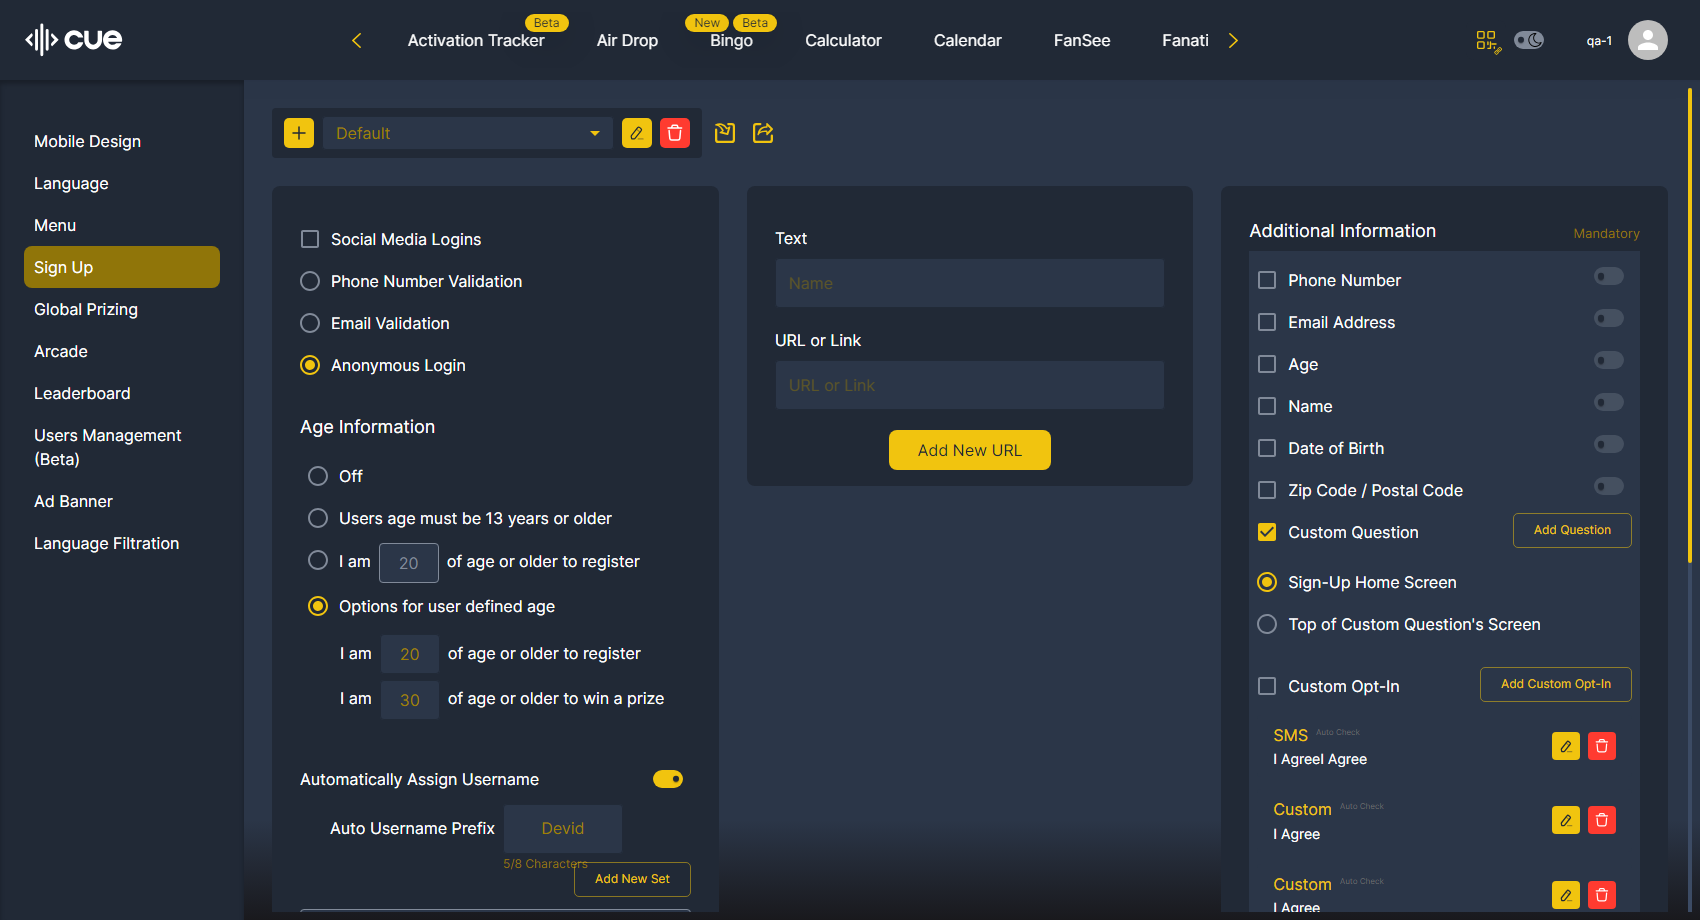 cue
Activation Tracker
Beta
Air Drop
New
Beta
Bingo
Calculator
Calendar
FanSee
Fanati
qa-1
Mobile Design
Language
Menu
Sign Up
Global Prizing
Arcade
Leaderboard
Users Management
(Beta)
Ad Banner
Language Filtration
Default
Social Media Logins
Phone Number Validation
Email Validation
Anonymous Login
Age Information
Off
Users age must be 13 years or older
I am 20 of age or older to register
Options for user defined age
I am 20 of age or older to register
I am 30 of age or older to win a prize
Automatically Assign Username
Auto Username Prefix Devid
5/8 Characters
Add New Set
Text
Name
URL or Link
URL or Link
Add New URL
Additional Information Mandatory
Phone Number
Email Address
Age
Name
Date of Birth
Zip Code / Postal Code
Custom Question Add Question
Sign-Up Home Screen
Top of Custom Question's Screen
Custom Opt-In Add Custom Opt-In
SMS Auto Check
I AgreeI Agree
Custom Auto Check
I Agree
Custom Auto Check
I Agree